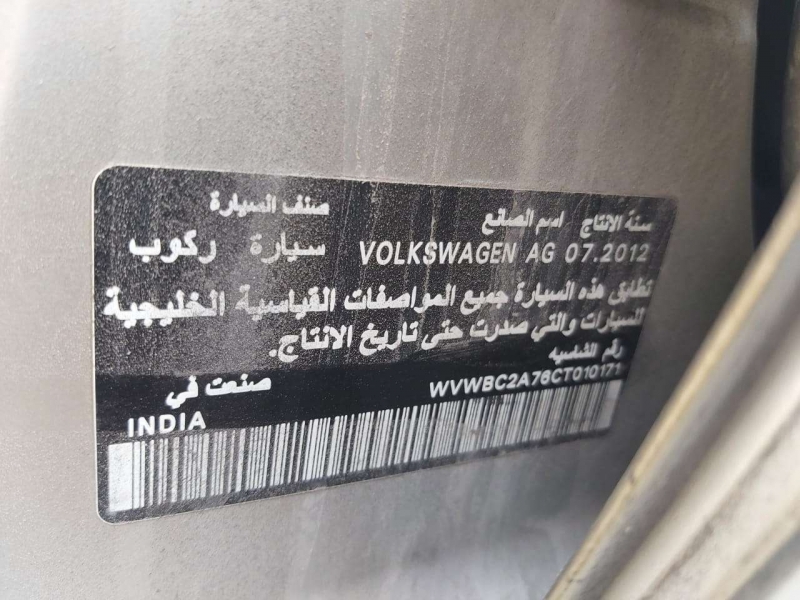 سنة الانتاج اسم الصانع صنف السيارة
سيارة ركوب VOLKSWAGEN AG 07.2012
تطابق هذه السيارة جميع المواصفات القياسية الخليجية
للسيارات والتي صدرت حتى تاريخ الانتاج.
رقم الشاسيه
WVWBC2A76CT010171
صنعت في
INDIA